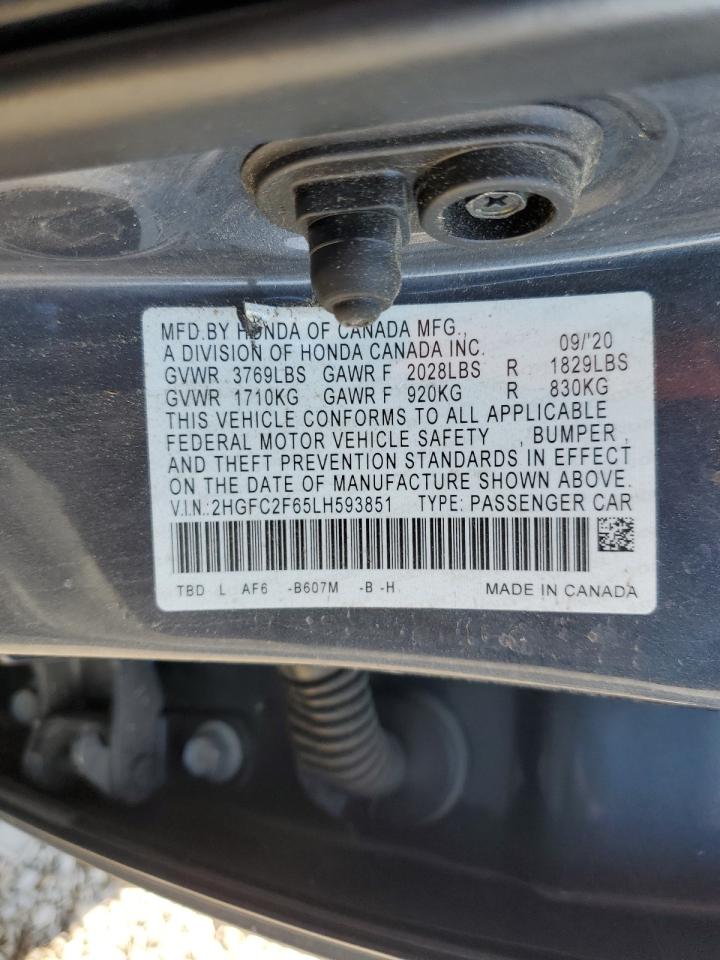 MFD.BY HONDA OF CANADA MFG.,
A DIVISION OF HONDA CANADA INC. 09/'20
GVWR 3769LBS GAWR F 2028LBS R 1829LBS
GVWR 1710KG GAWR F 920KG R 830KG
THIS VEHICLE CONFORMS TO ALL APPLICABLE
FEDERAL MOTOR VEHICLE SAFETY , BUMPER ,
AND THEFT PREVENTION STANDARDS IN EFFECT
ON THE DATE OF MANUFACTURE SHOWN ABOVE.
V.I.N.:2HGFC2F65LH593851 TYPE: PASSENGER CAR
TBD L AF6 -B607M -B -H MADE IN CANADA